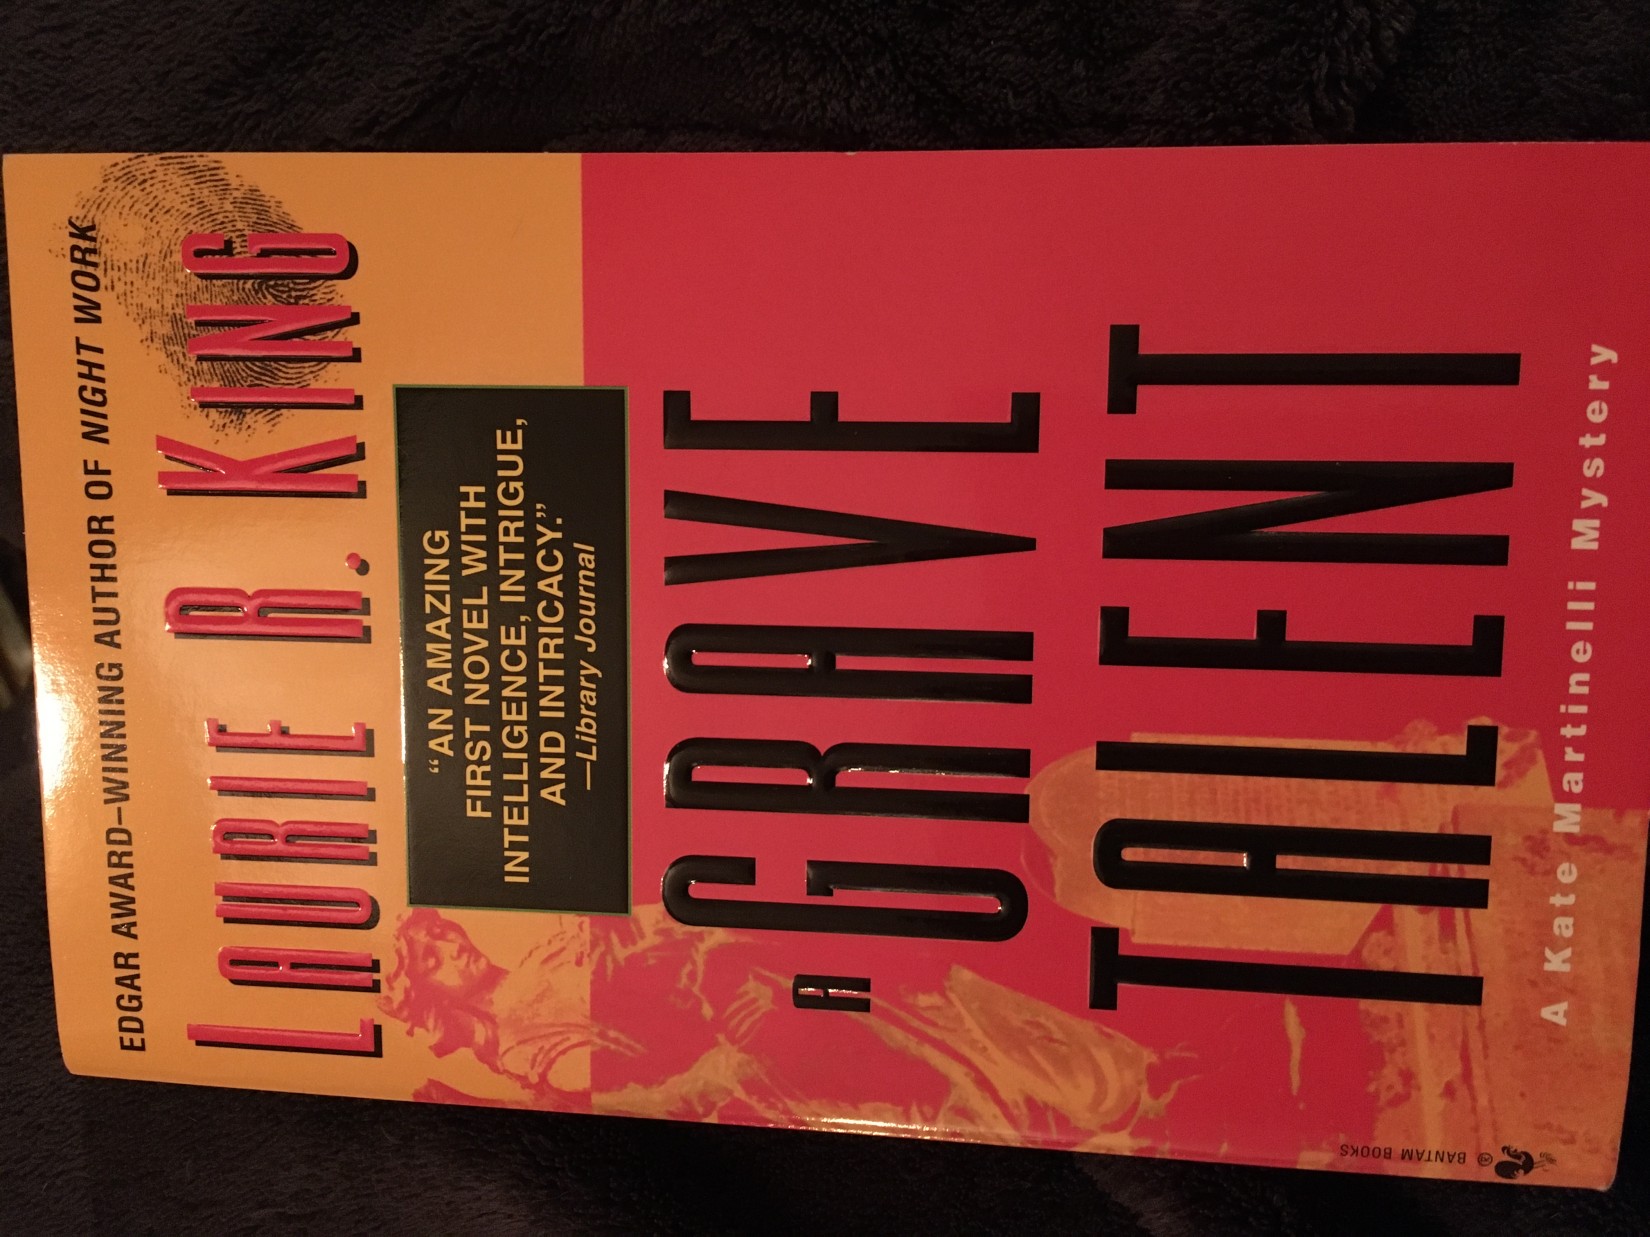 EDGAR AWARD–WINNING AUTHOR OF NIGHT WORK
LAURIE R. KING
“AN AMAZING
FIRST NOVEL WITH
INTELLIGENCE, INTRIGUE,
AND INTRICACY.”
—Library Journal
A GRAVE
TALENT
A Kate Martinelli Mystery
® BANTAM BOOKS